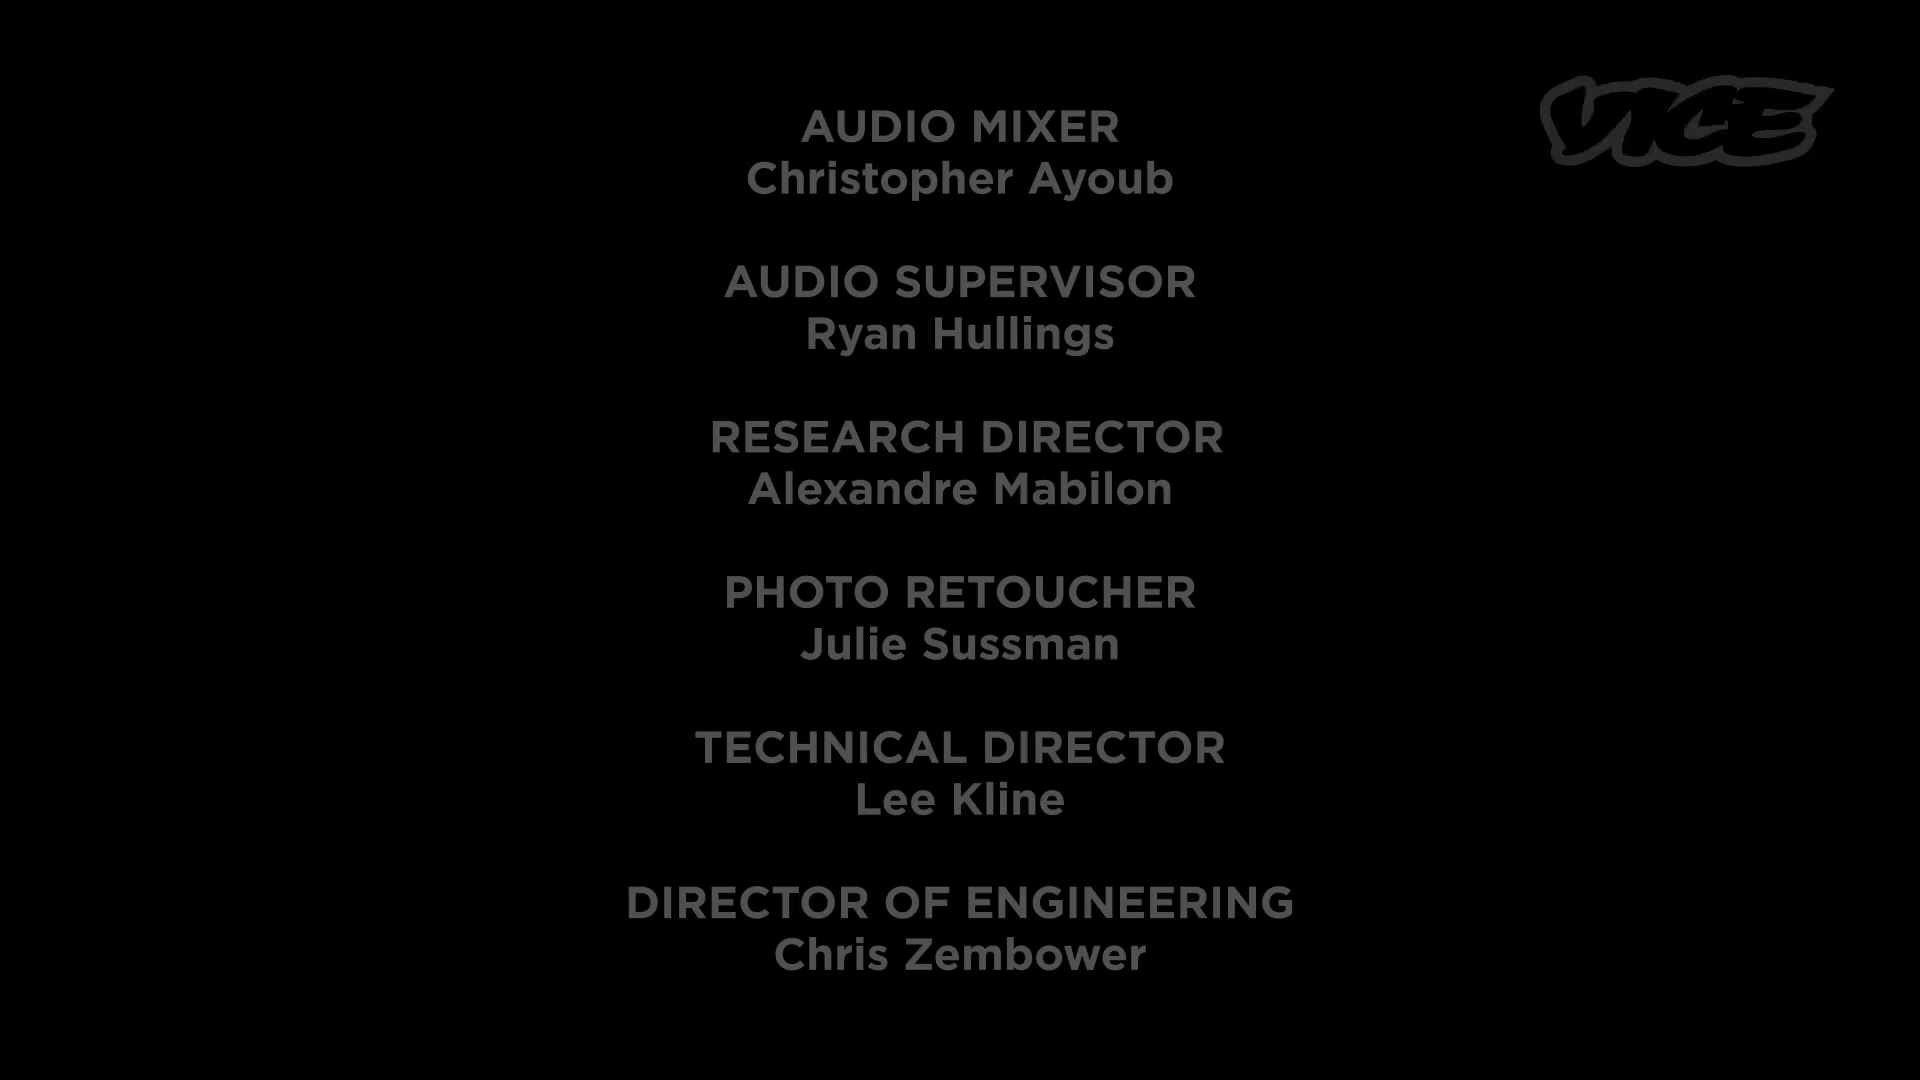 VICE
AUDIO MIXER
Christopher Ayoub
AUDIO SUPERVISOR
Ryan Hullings
RESEARCH DIRECTOR
Alexandre Mabilon
PHOTO RETOUCHER
Julie Sussman
TECHNICAL DIRECTOR
Lee Kline
DIRECTOR OF ENGINEERING
Chris Zembower